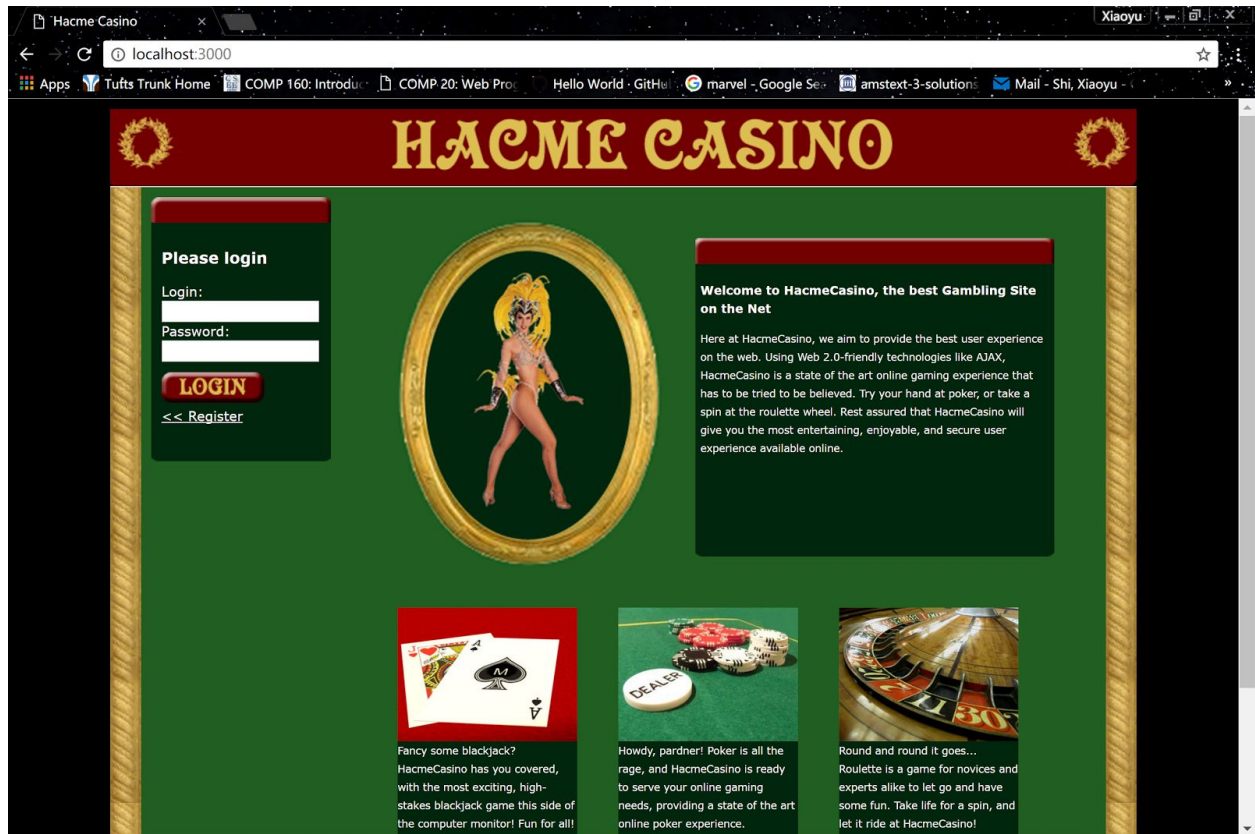 Hacme Casino
Xiaoyu
localhost:3000
Apps
Tufts Trunk Home
COMP 160: Introduc
COMP 20: Web Prog
Hello World · GitHu
marvel - Google Se
amstext-3-solutions
Mail - Shi, Xiaoyu -
»
HACME CASINO
Please login
Login:
Password:
LOGIN
<< Register
Welcome to HacmeCasino, the best Gambling Site
on the Net
Here at HacmeCasino, we aim to provide the best user experience
on the web. Using Web 2.0-friendly technologies like AJAX,
HacmeCasino is a state of the art online gaming experience that
has to be tried to be believed. Try your hand at poker, or take a
spin at the roulette wheel. Rest assured that HacmeCasino will
give you the most entertaining, enjoyable, and secure user
experience available online.
A
M
A
DEALER
20
11
30
Fancy some blackjack?
HacmeCasino has you covered,
with the most exciting, high-
stakes blackjack game this side of
the computer monitor! Fun for all!
Howdy, pardner! Poker is all the
rage, and HacmeCasino is ready
to serve your online gaming
needs, providing a state of the art
online poker experience.
Round and round it goes...
Roulette is a game for novices and
experts alike to let go and have
some fun. Take life for a spin, and
let it ride at HacmeCasino!